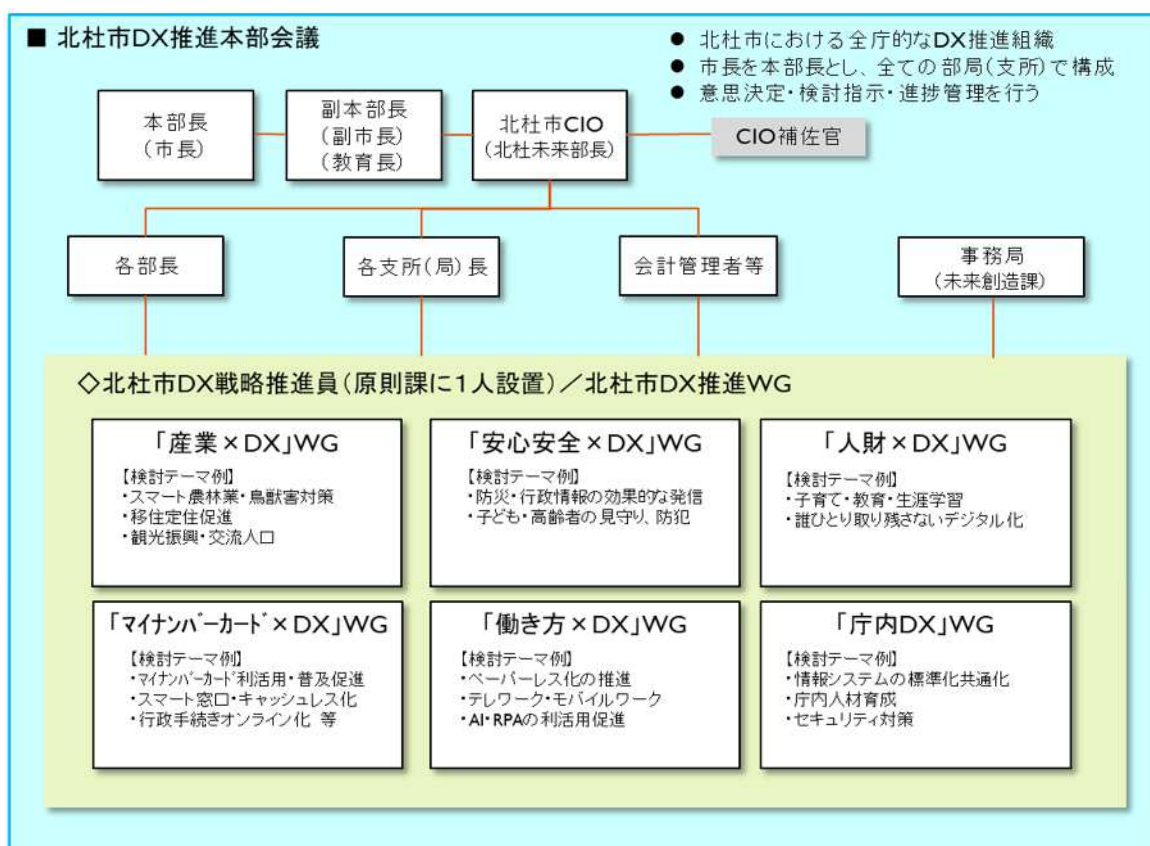 ■ 北杜市DX推進本部会議
● 北杜市における全庁的なDX推進組織
● 市長を本部長とし、全ての部局(支所)で構成
● 意思決定・検討指示・進捗管理を行う
本部長
(市長)
副本部長
(副市長)
(教育長)
北杜市CIO
(北杜未来部長)
CIO補佐官
各部長
各支所(局)長
会計管理者等
事務局
(未来創造課)
◇北杜市DX戦略推進員(原則課に1人設置)/北杜市DX推進WG
「産業×DX」WG
【検討テーマ例】
・スマート農林業・鳥獣害対策
・移住定住促進
・観光振興・交流人口
「安心安全×DX」WG
【検討テーマ例】
・防災・行政情報の効果的な発信
・子ども・高齢者の見守り、防犯
「人財×DX」WG
【検討テーマ例】
・子育て・教育・生涯学習
・誰ひとり取り残さないデジタル化
「マイナンバーカード×DX」WG
【検討テーマ例】
・マイナンバーカード利活用・普及促進
・スマート窓口・キャッシュレス化
・行政手続きオンライン化 等
「働き方×DX」WG
【検討テーマ例】
・ペーパーレス化の推進
・テレワーク・モバイルワーク
・AI・RPAの利活用促進
「庁内DX」WG
【検討テーマ例】
・情報システムの標準化共通化
・庁内人材育成
・セキュリティ対策